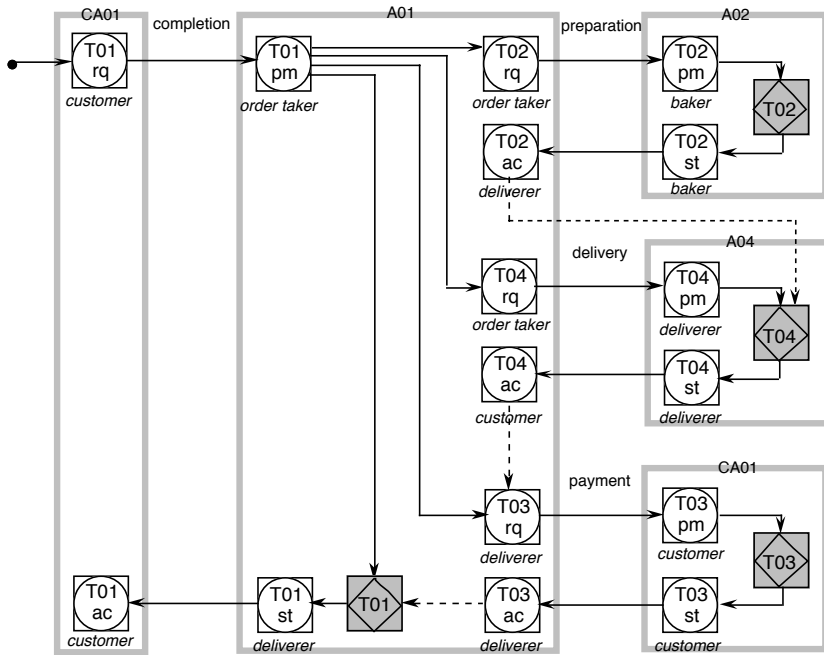 CA01
completion
A01
preparation
A02
T01
rq
customer
T01
pm
order taker
T02
rq
order taker
T02
pm
baker
T02
T02
ac
deliverer
T02
st
baker
delivery
A04
T04
rq
order taker
T04
pm
deliverer
T04
T04
ac
customer
T04
st
deliverer
payment
CA01
T03
rq
deliverer
T03
pm
customer
T03
T01
ac
customer
T01
st
deliverer
T01
T03
ac
deliverer
T03
st
customer